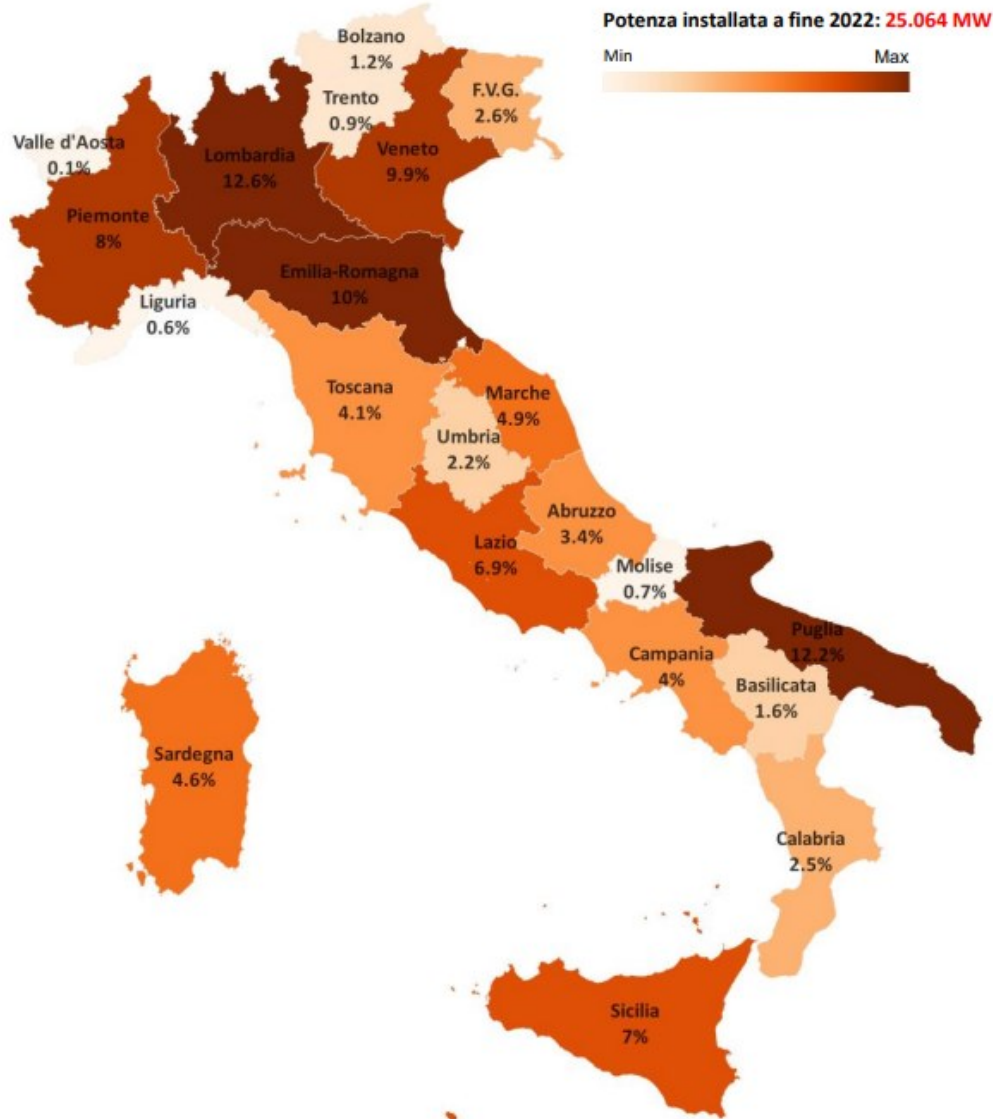 Potenza installata a fine 2022: 25.064 MW
Min Max
Bolzano
1.2%
Trento
0.9%
F.V.G.
2.6%
Valle d'Aosta
0.1%
Lombardia
12.6%
Veneto
9.9%
Piemonte
8%
Emilia-Romagna
10%
Liguria
0.6%
Toscana
4.1%
Marche
4.9%
Umbria
2.2%
Abruzzo
3.4%
Lazio
6.9%
Molise
0.7%
Puglia
12.2%
Campania
4%
Basilicata
1.6%
Sardegna
4.6%
Calabria
2.5%
Sicilia
7%